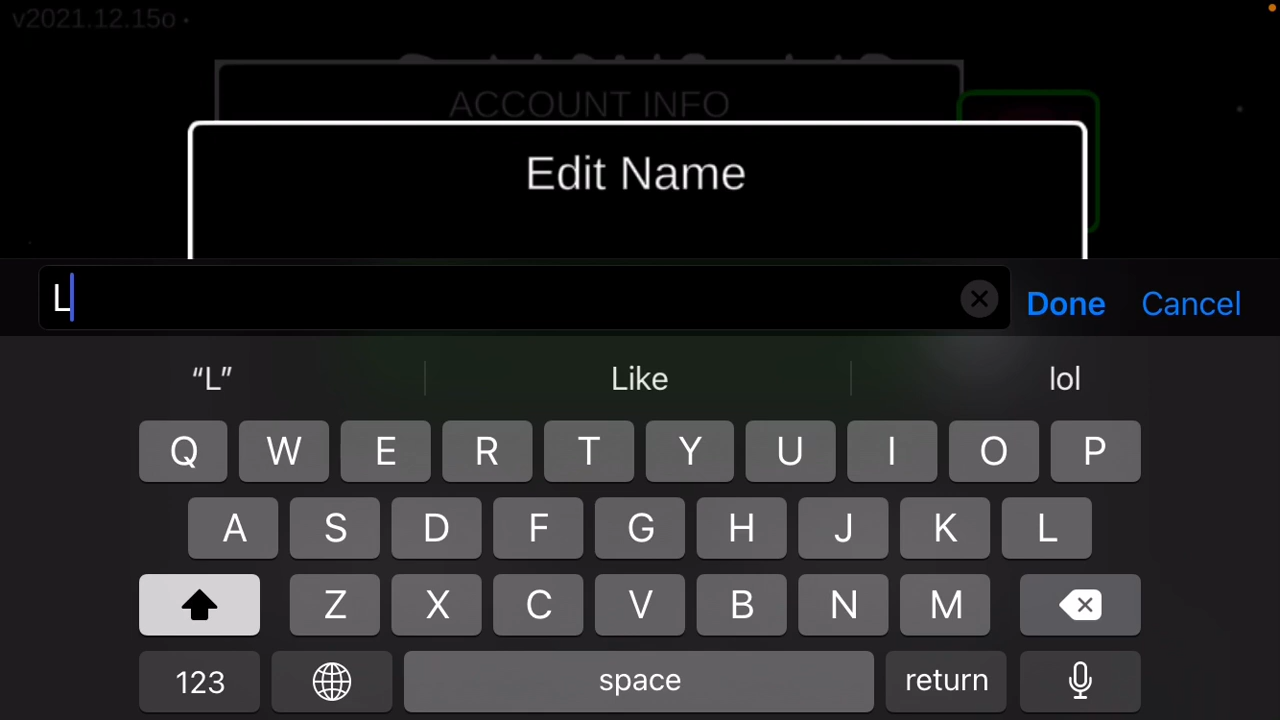 v2021.12.15o •
ACCOUNT INFO
Edit Name
L
Done
Cancel
“L”
Like
lol
Q W E R T Y U I O P
A S D F G H J K L
Z X C V B N M
123
space
return